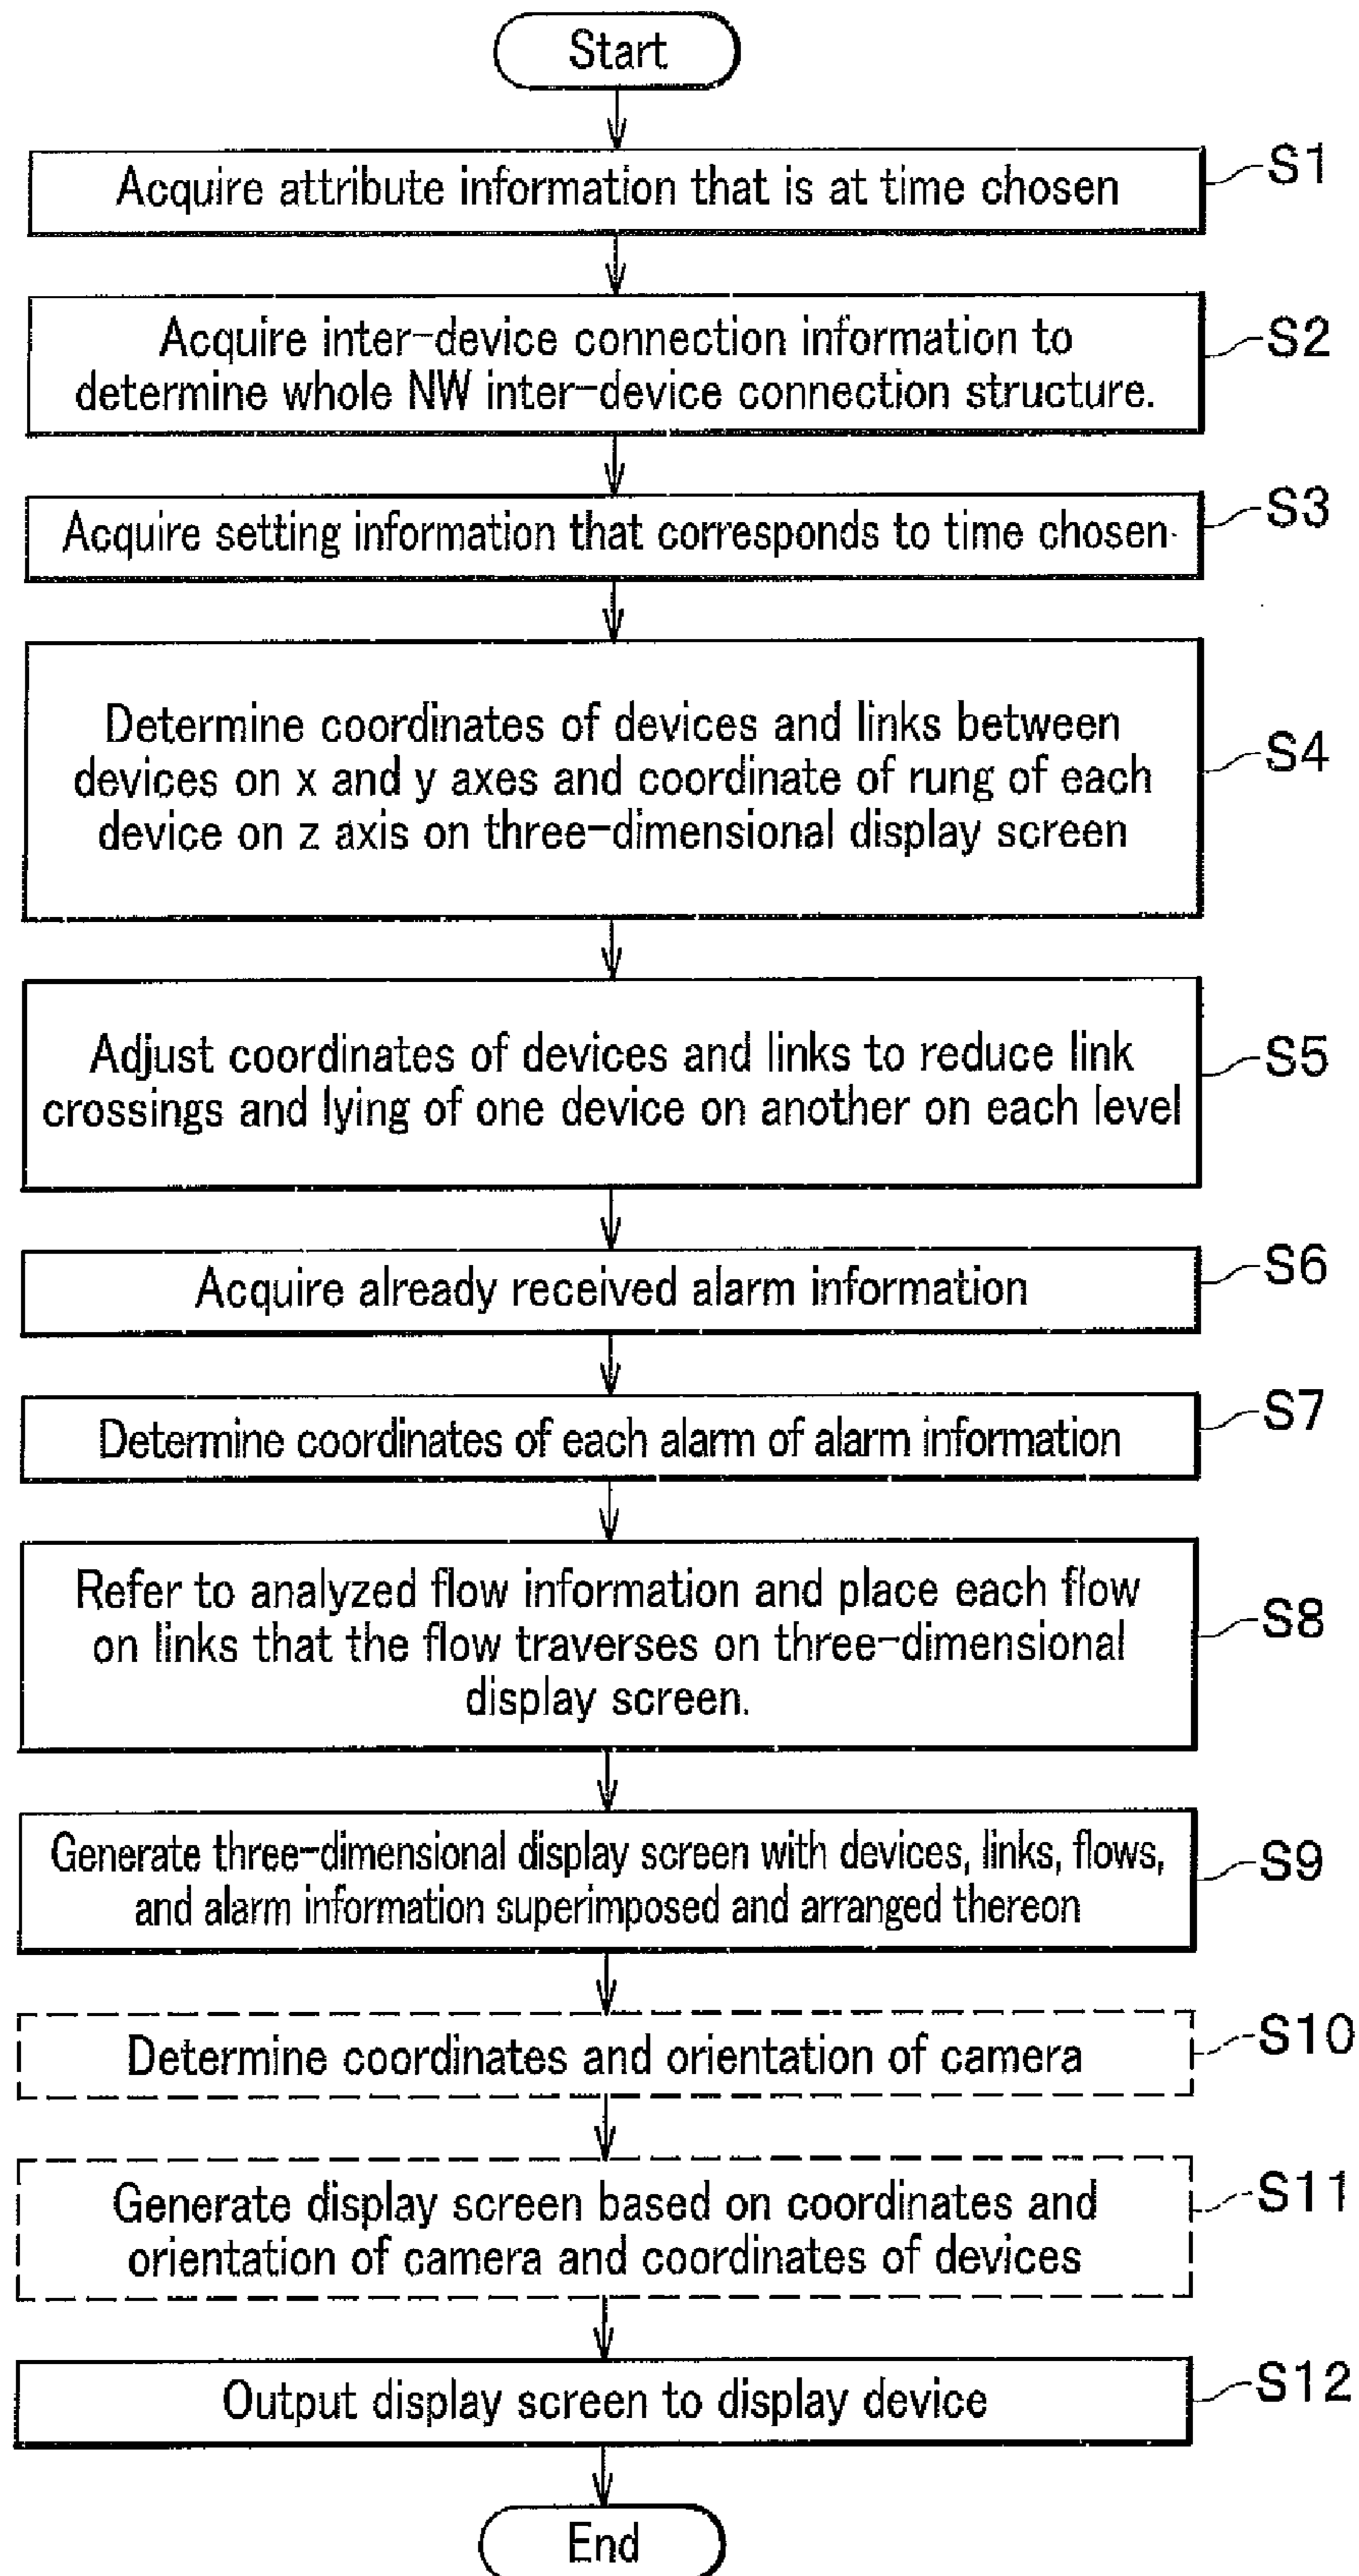 Start
Acquire attribute information that is at time chosen
S1
Acquire inter-device connection information to
determine whole NW inter-device connection structure.
S2
Acquire setting information that corresponds to time chosen
S3
Determine coordinates of devices and links between
devices on x and y axes and coordinate of rung of each
device on z axis on three-dimensional display screen
S4
Adjust coordinates of devices and links to reduce link
crossings and lying of one device on another on each level
S5
Acquire already received alarm information
S6
Determine coordinates of each alarm of alarm information
S7
Refer to analyzed flow information and place each flow
on links that the flow traverses on three-dimensional
display screen.
S8
Generate three-dimensional display screen with devices, links, flows,
and alarm information superimposed and arranged thereon
S9
Determine coordinates and orientation of camera
S10
Generate display screen based on coordinates and
orientation of camera and coordinates of devices
S11
Output display screen to display device
S12
End